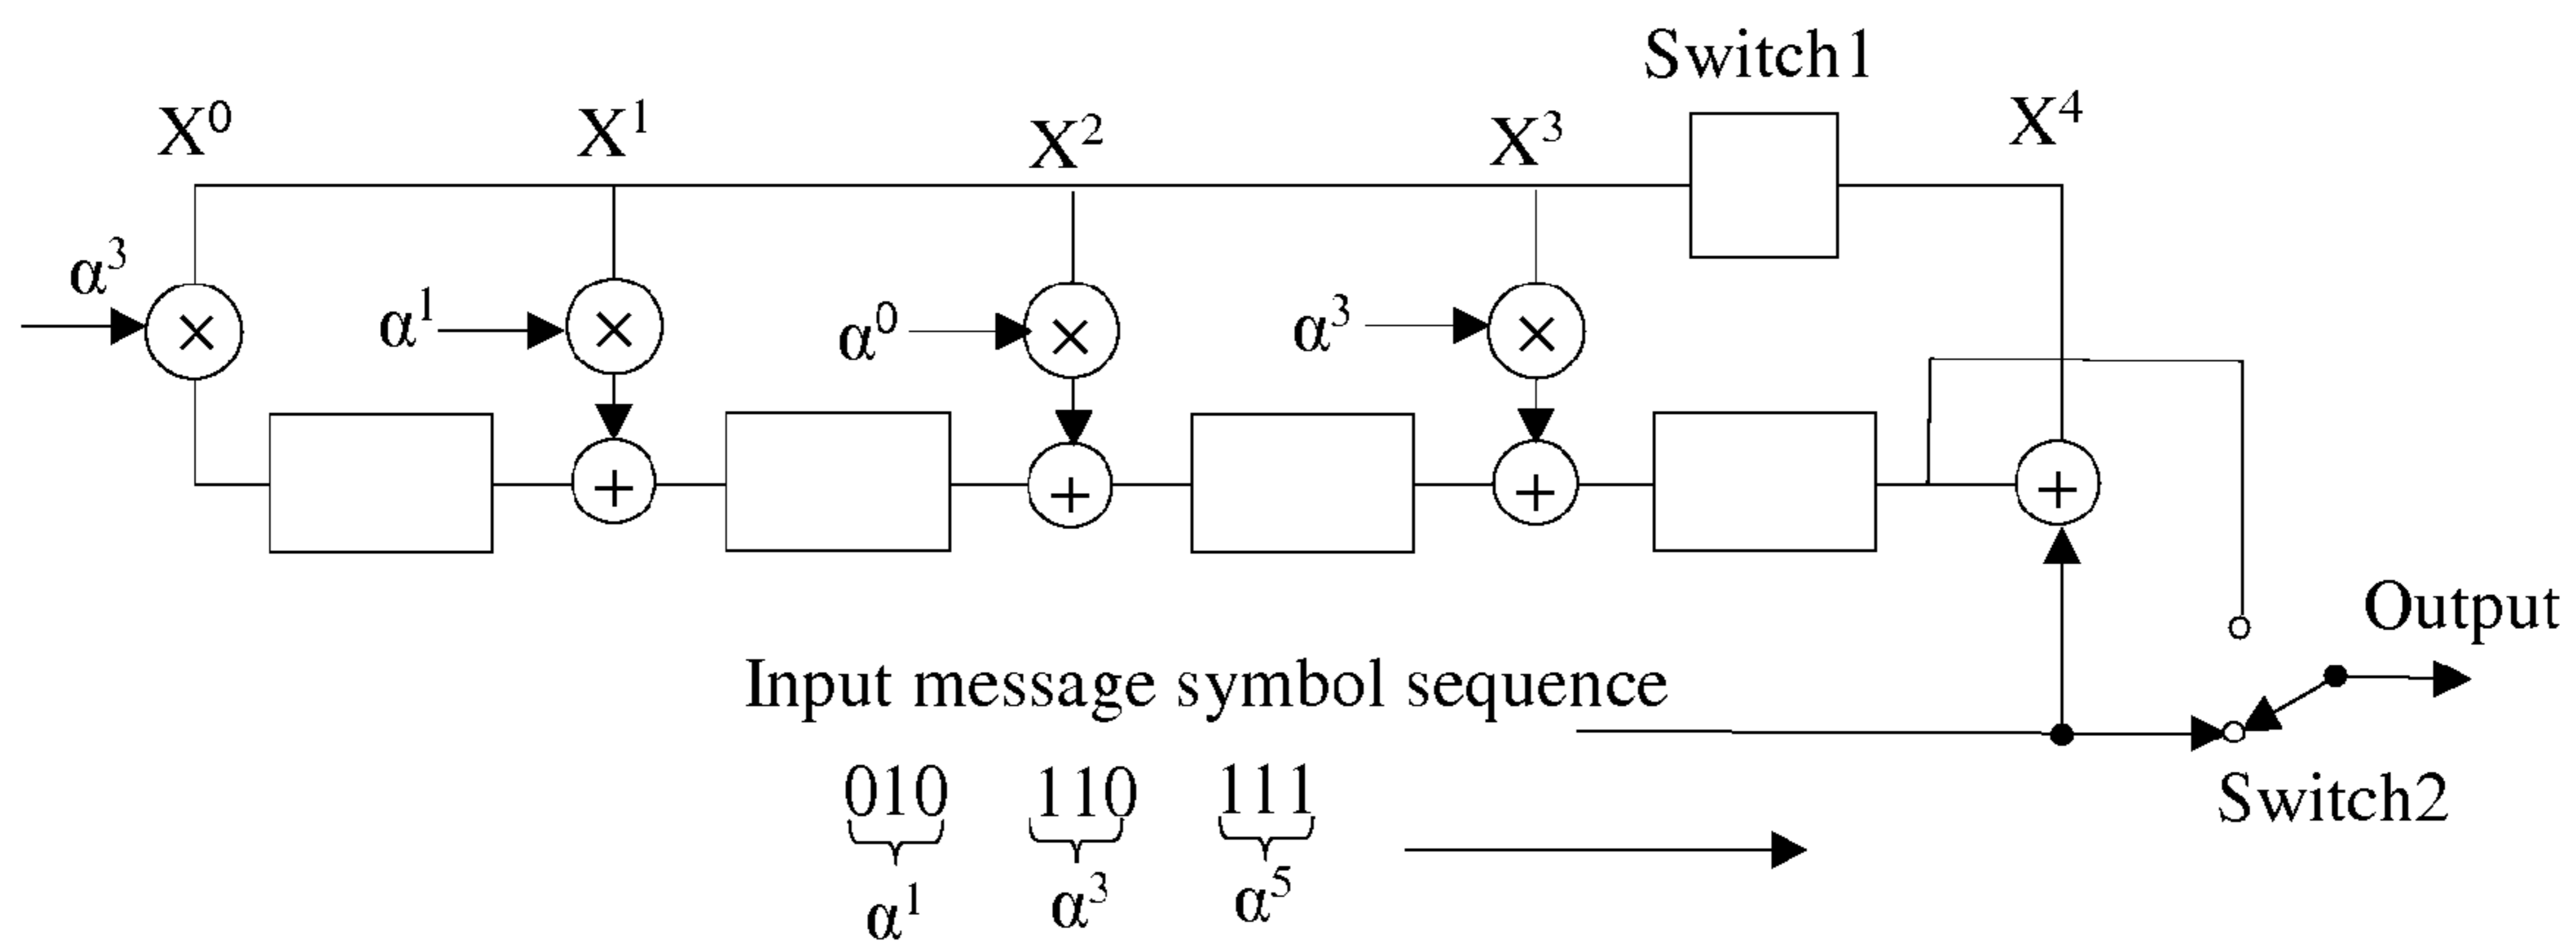 Switch1
X⁰ X¹ X² X³ X⁴
α³ α¹ α⁰ α³
× × × ×
+ + + +
Output
Input message symbol sequence
010 110 111
Switch2
α¹ α³ α⁵